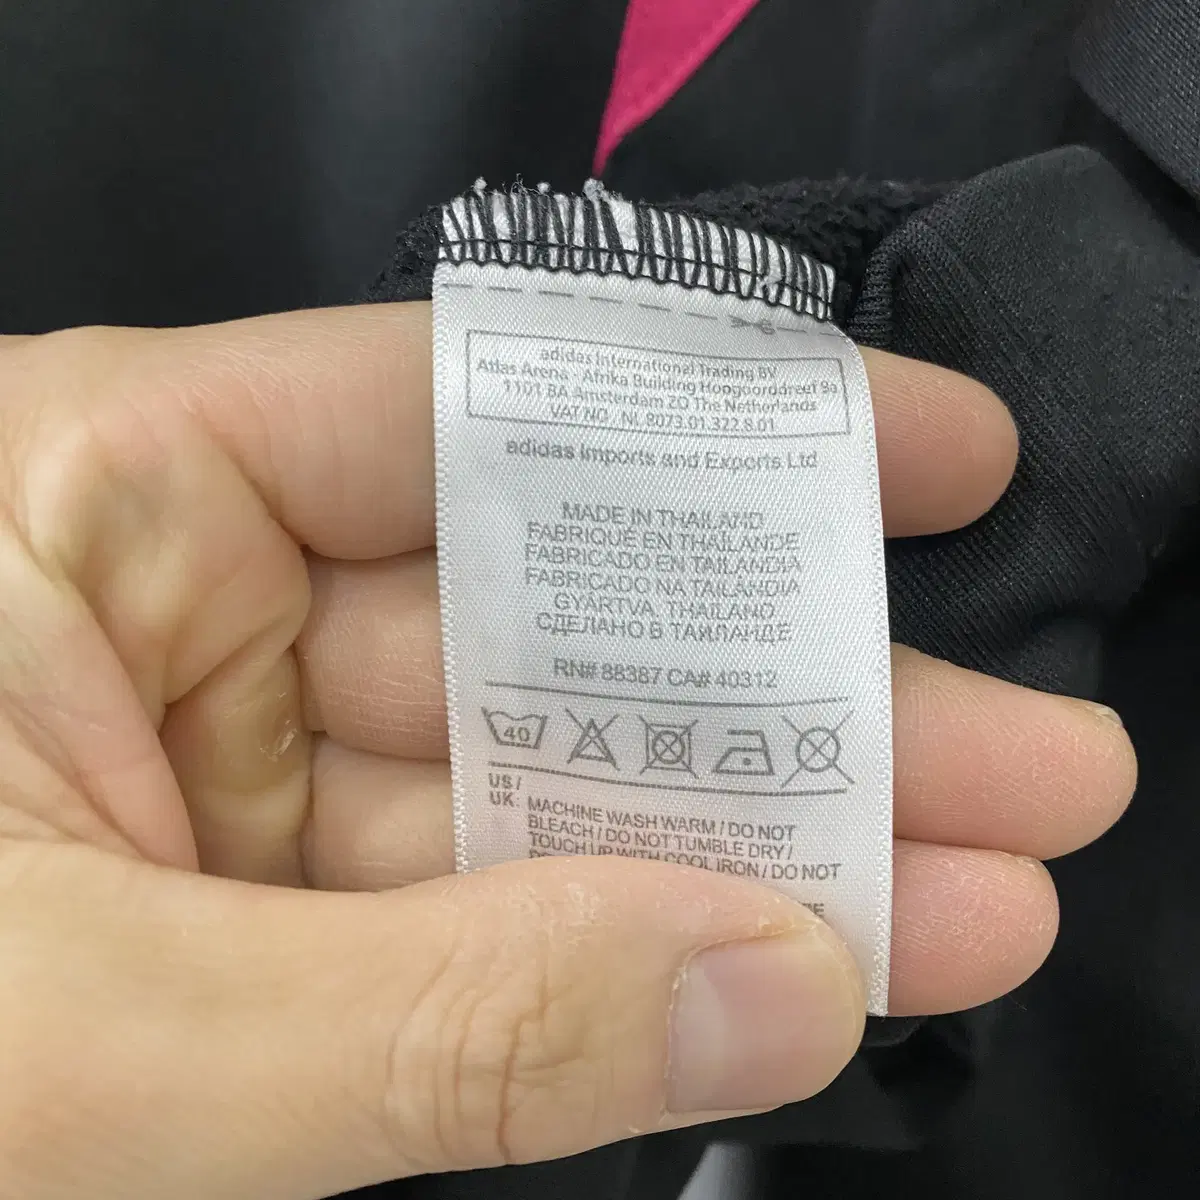 adidas International Trading BV
Atlas Arena Afrika Building Hoogoorddreef 9a
1101 BA Amsterdam ZO The Netherlands
VAT NO NL 8073.01.322.8.01
adidas Imports and Exports Ltd
MADE IN THAILAND
FABRIQUÉ EN THAÏLANDE
FABRICADO EN TAILANDIA
FABRICADO NA TAILÂNDIA
GYÁRTVA, THAILAND
СДЕЛАНО В ТАИЛАНДЕ
RN# 88387 CA# 40312
40
US /
UK: MACHINE WASH WARM / DO NOT
BLEACH / DO NOT TUMBLE DRY /
TOUCH UP WITH COOL IRON / DO NOT